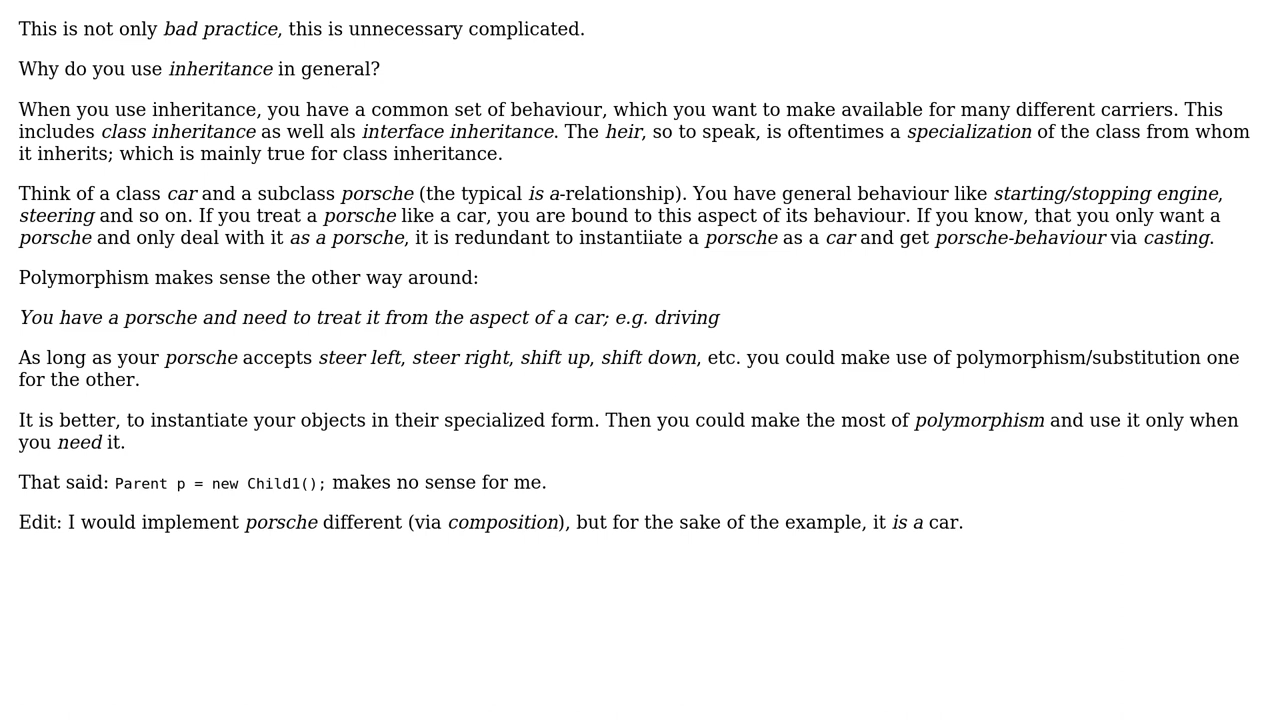 This is not only bad practice, this is unnecessary complicated.
Why do you use inheritance in general?
When you use inheritance, you have a common set of behaviour, which you want to make available for many different carriers. This
includes class inheritance as well als interface inheritance. The heir, so to speak, is oftentimes a specialization of the class from whom
it inherits; which is mainly true for class inheritance.
Think of a class car and a subclass porsche (the typical is a-relationship). You have general behaviour like starting/stopping engine,
steering and so on. If you treat a porsche like a car, you are bound to this aspect of its behaviour. If you know, that you only want a
porsche and only deal with it as a porsche, it is redundant to instantiiate a porsche as a car and get porsche-behaviour via casting.
Polymorphism makes sense the other way around:
You have a porsche and need to treat it from the aspect of a car; e.g. driving
As long as your porsche accepts steer left, steer right, shift up, shift down, etc. you could make use of polymorphism/substitution one
for the other.
It is better, to instantiate your objects in their specialized form. Then you could make the most of polymorphism and use it only when
you need it.
That said: Parent p = new Child1(); makes no sense for me.
Edit: I would implement porsche different (via composition), but for the sake of the example, it is a car.